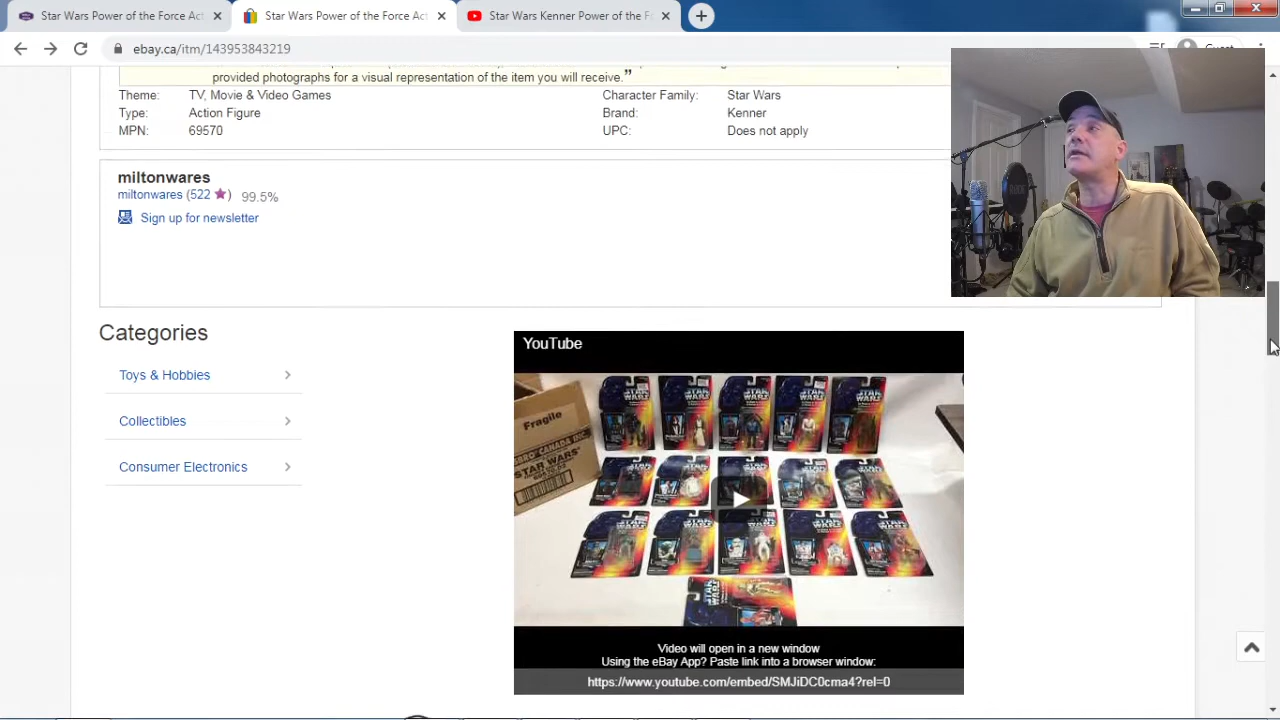 Star Wars Power of the Force Act
Star Wars Power of the Force Act
Star Wars Kenner Power of the F
ebay.ca/itm/143953843219
Guest
provided photographs for a visual representation of the item you will receive.”
Theme: TV, Movie & Video Games Character Family: Star Wars
Type: Action Figure Brand: Kenner
MPN: 69570 UPC: Does not apply
miltonwares
miltonwares (522 ★) 99.5%
Sign up for newsletter
Categories
Toys & Hobbies
Collectibles
Consumer Electronics
YouTube
Fragile
STAR WARS
Video will open in a new window
Using the eBay App? Paste link into a browser window:
https://www.youtube.com/embed/SMJiDC0cma4?rel=0